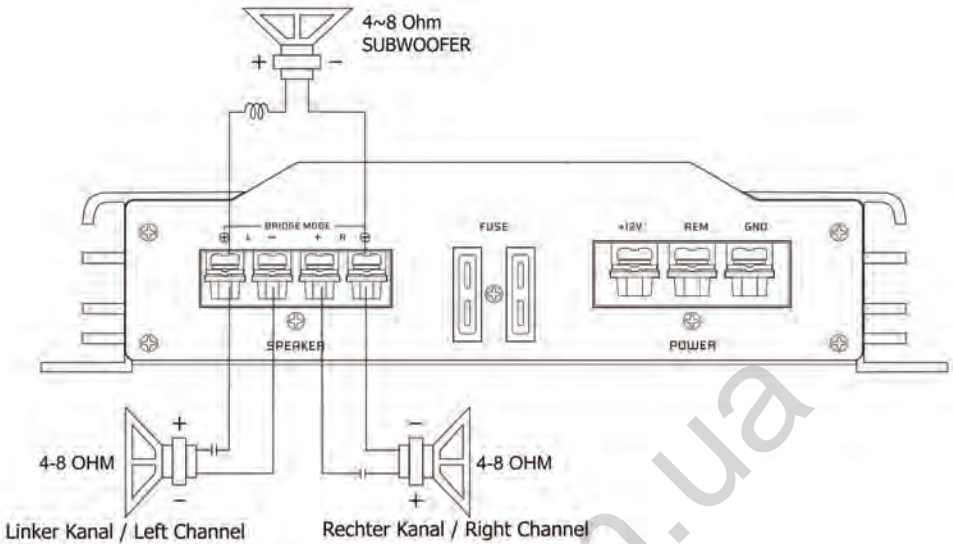 4~8 Ohm
SUBWOOFER
+ -
BRIDGE MODE
⊕ L - + R ⊕
FUSE
+12V REM GND
SPEAKER
POWER
+
4-8 OHM
-
Linker Kanal / Left Channel
-
4-8 OHM
+
Rechter Kanal / Right Channel
m.ua